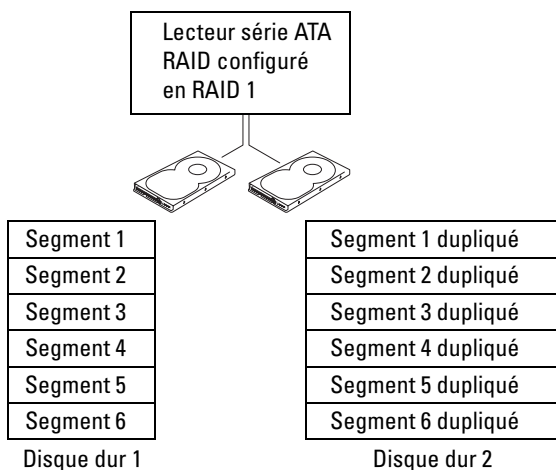 Lecteur série ATA
RAID configuré
en RAID 1
Segment 1
Segment 2
Segment 3
Segment 4
Segment 5
Segment 6
Disque dur 1
Segment 1 dupliqué
Segment 2 dupliqué
Segment 3 dupliqué
Segment 4 dupliqué
Segment 5 dupliqué
Segment 6 dupliqué
Disque dur 2